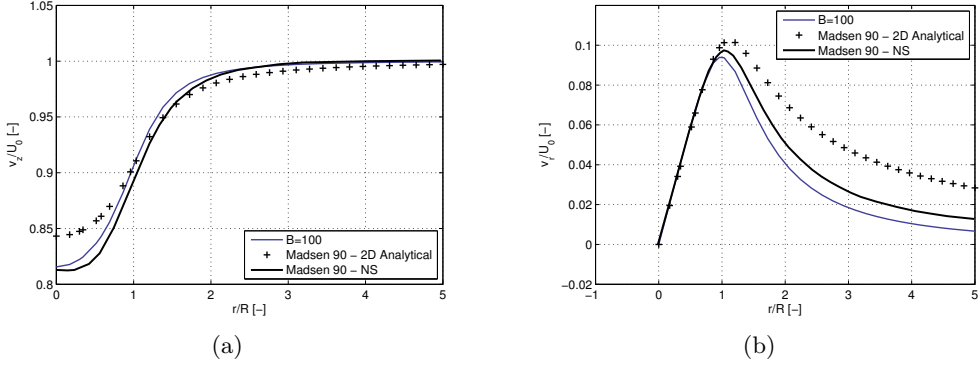 1.05
1
0.95
0.9
0.85
0.8
0
1
2
3
4
5
v_z/U_0 [−]
r/R [−]
B=100
Madsen 90 − 2D Analytical
Madsen 90 − NS
(a)
0.1
0.08
0.06
0.04
0.02
0
−0.02
−1
0
1
2
3
4
5
v_r/U_0 [−]
r/R [−]
B=100
Madsen 90 − 2D Analytical
Madsen 90 − NS
(b)